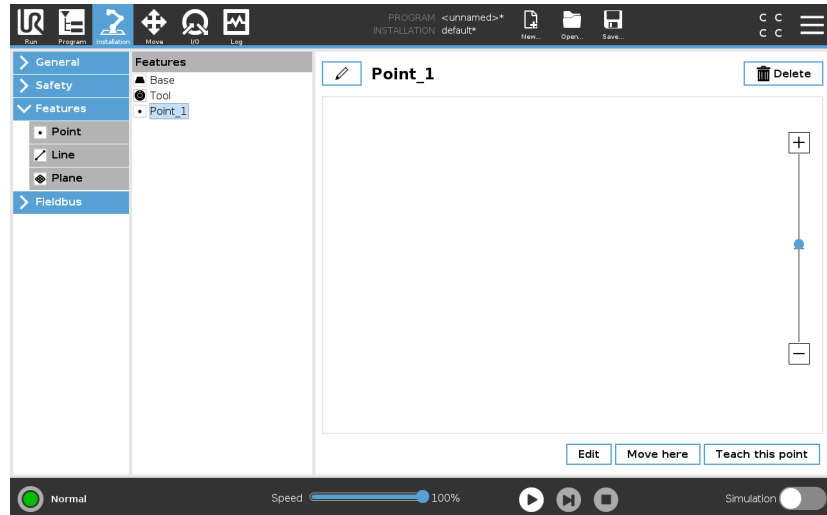 PROGRAM <unnamed>*
INSTALLATION default*
Run Program Installation Move I/O Log New... Open... Save...
C C
C C
General
Safety
Features
Point
Line
Plane
Fieldbus
Features
Base
Tool
Point_1
Point_1
Delete
Edit Move here Teach this point
Normal Speed 100% Simulation